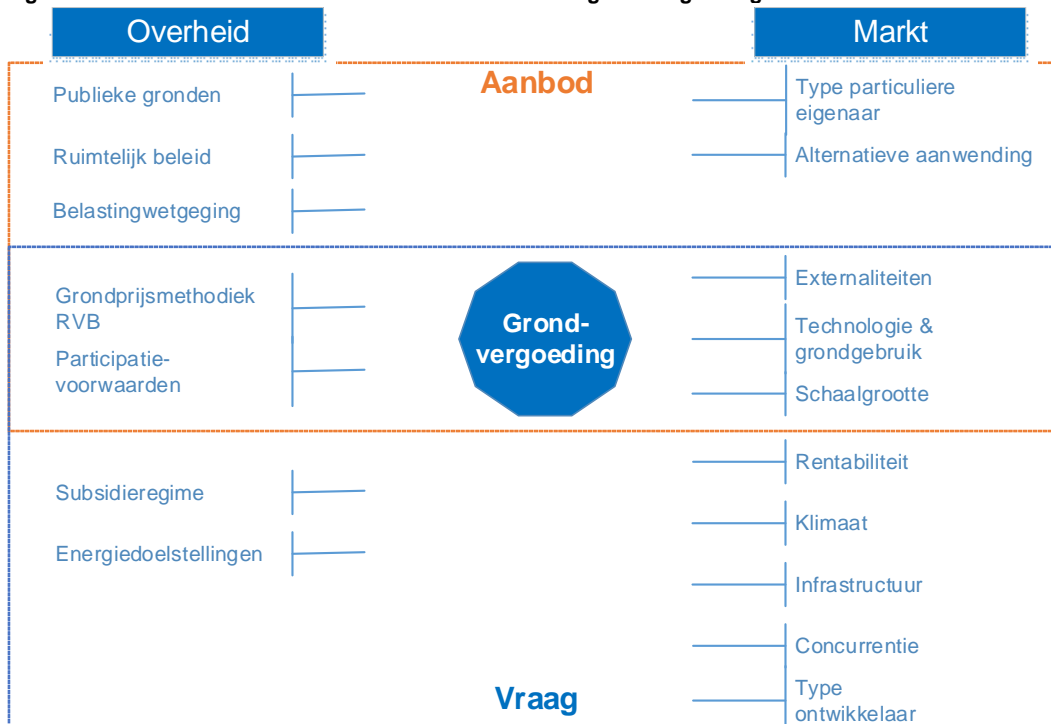 Overheid
Markt
Aanbod
Publieke gronden
Ruimtelijk beleid
Belastingwetgeging
Type particuliere
eigenaar
Alternatieve aanwending
Grondprijsmethodiek
RVB
Participatie-
voorwaarden
Grond-
vergoeding
Externaliteiten
Technologie &
grondgebruik
Schaalgrootte
Subsidieregime
Energiedoelstellingen
Rentabiliteit
Klimaat
Infrastructuur
Concurrentie
Type
ontwikkelaar
Vraag